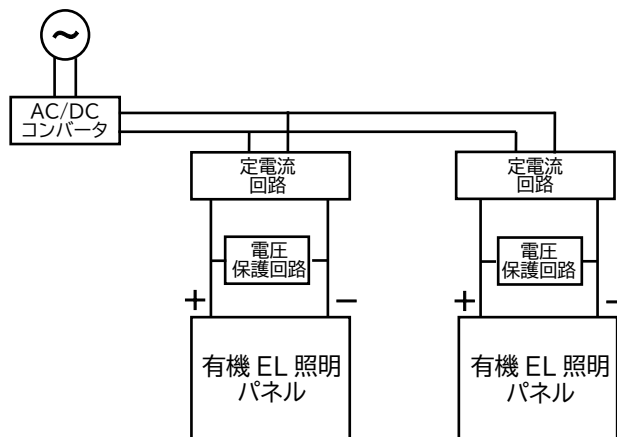 ~
AC/DC
コンバータ
定電流
回路
定電流
回路
電圧
保護回路
電圧
保護回路
+ −
+ −
有機 EL 照明
パネル
有機 EL 照明
パネル